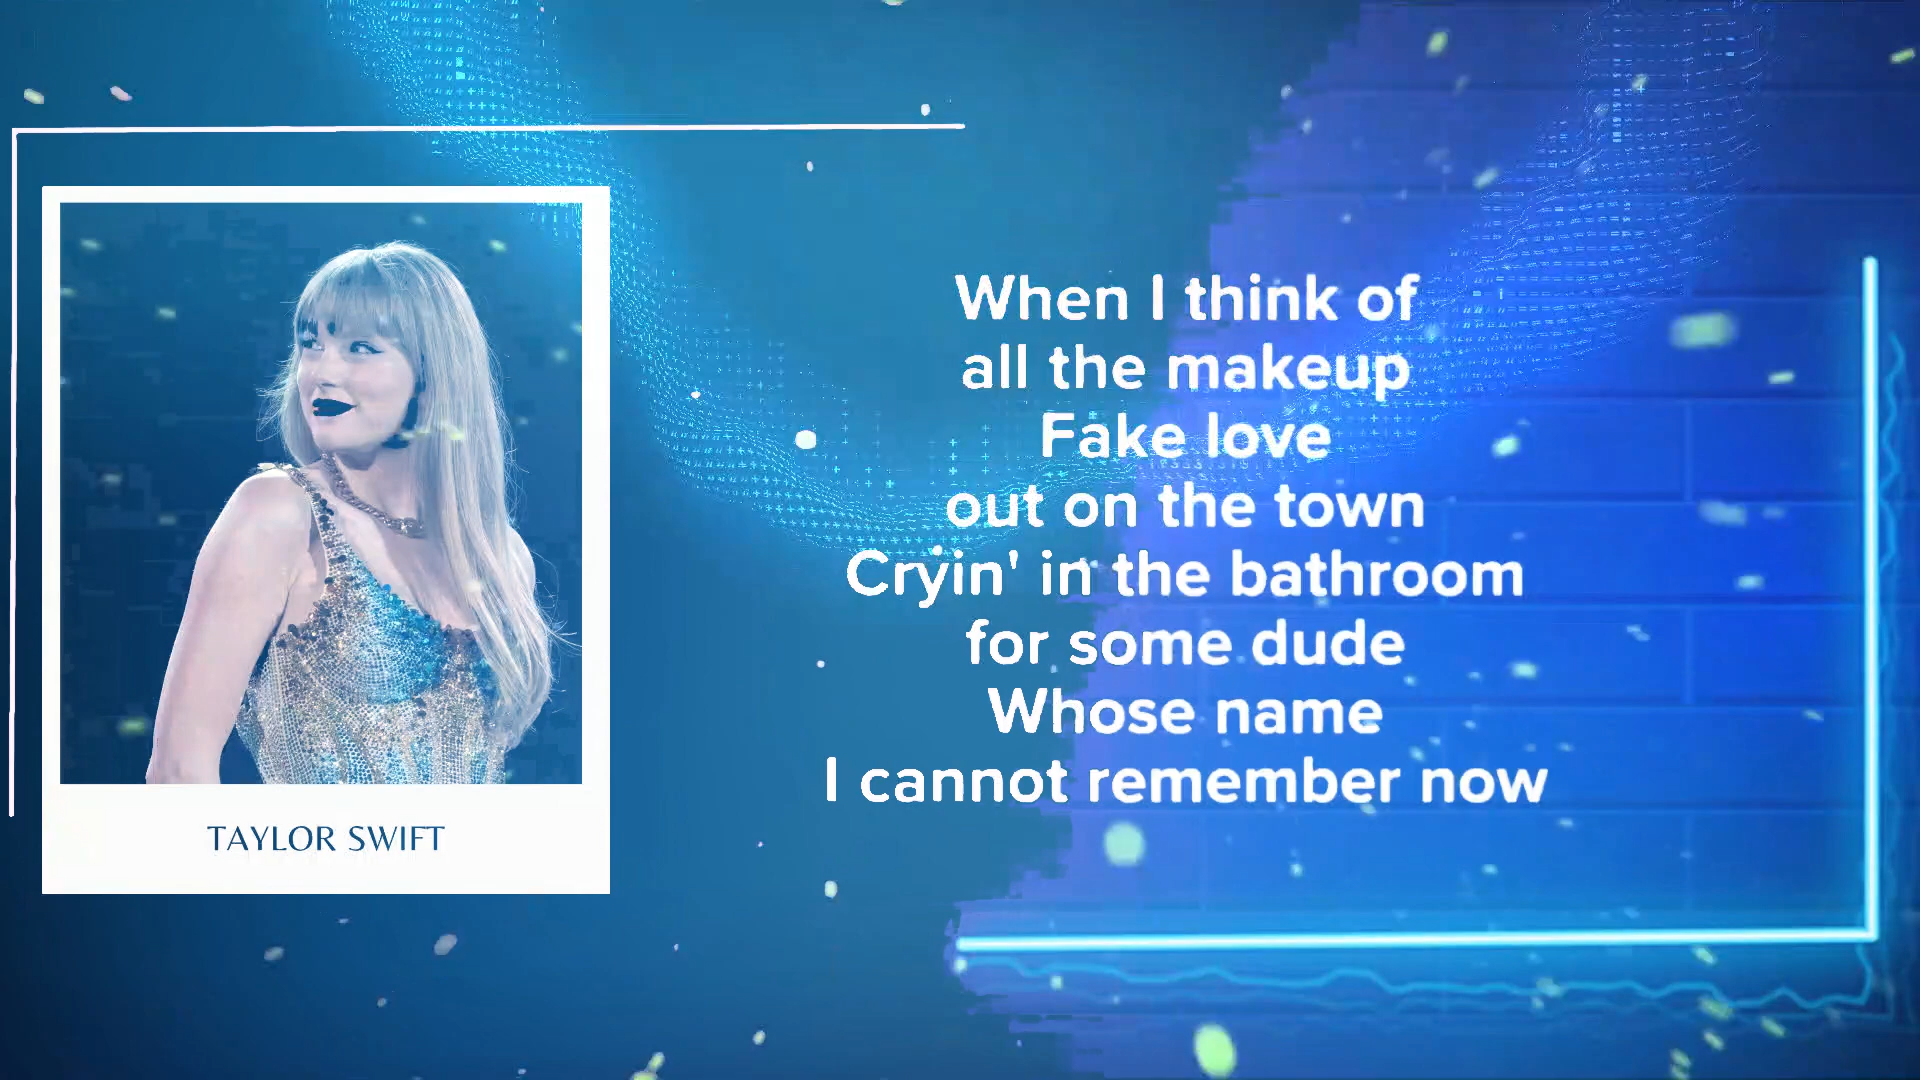 TAYLOR SWIFT
When I think of
all the makeup
Fake love
out on the town
Cryin' in the bathroom
for some dude
Whose name
I cannot remember now